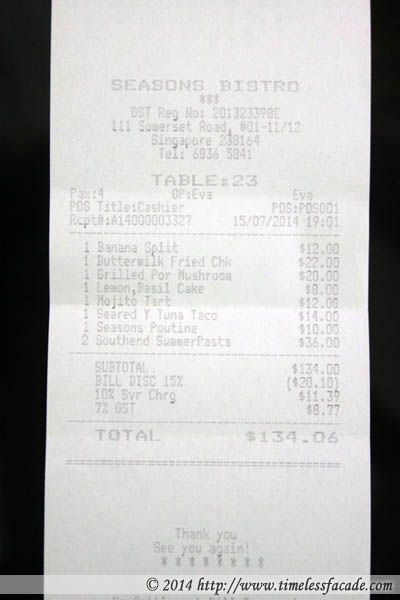 SEASONS BISTRO
***
GST Reg No: 201323398E
111 Somerset Road, #01-11/12
Singapore 238164
Tel: 6836 5841
TABLE:23
Pax:4 OP:Eva Eva
POS Title:Cashier POS:POS001
Rcpt#:A14000003327 15/07/2014 19:01
1 Banana Split $12.00
1 Buttermilk Fried Chk $22.00
1 Grilled Por Mushroom $20.00
1 Lemon,Basil Cake $8.00
1 Mojito Tart $12.00
1 Seared Y Tuna Taco $14.00
1 Seasons Poutine $10.00
2 Southend SummerPasta $36.00
SUBTOTAL $134.00
BILL DISC 15% ($20.10)
10% Svr Chrg $11.39
7% GST $8.77
TOTAL $134.06
Thank you
See you again!
* * * * * * * *
© 2014 http://www.timelessfacade.com